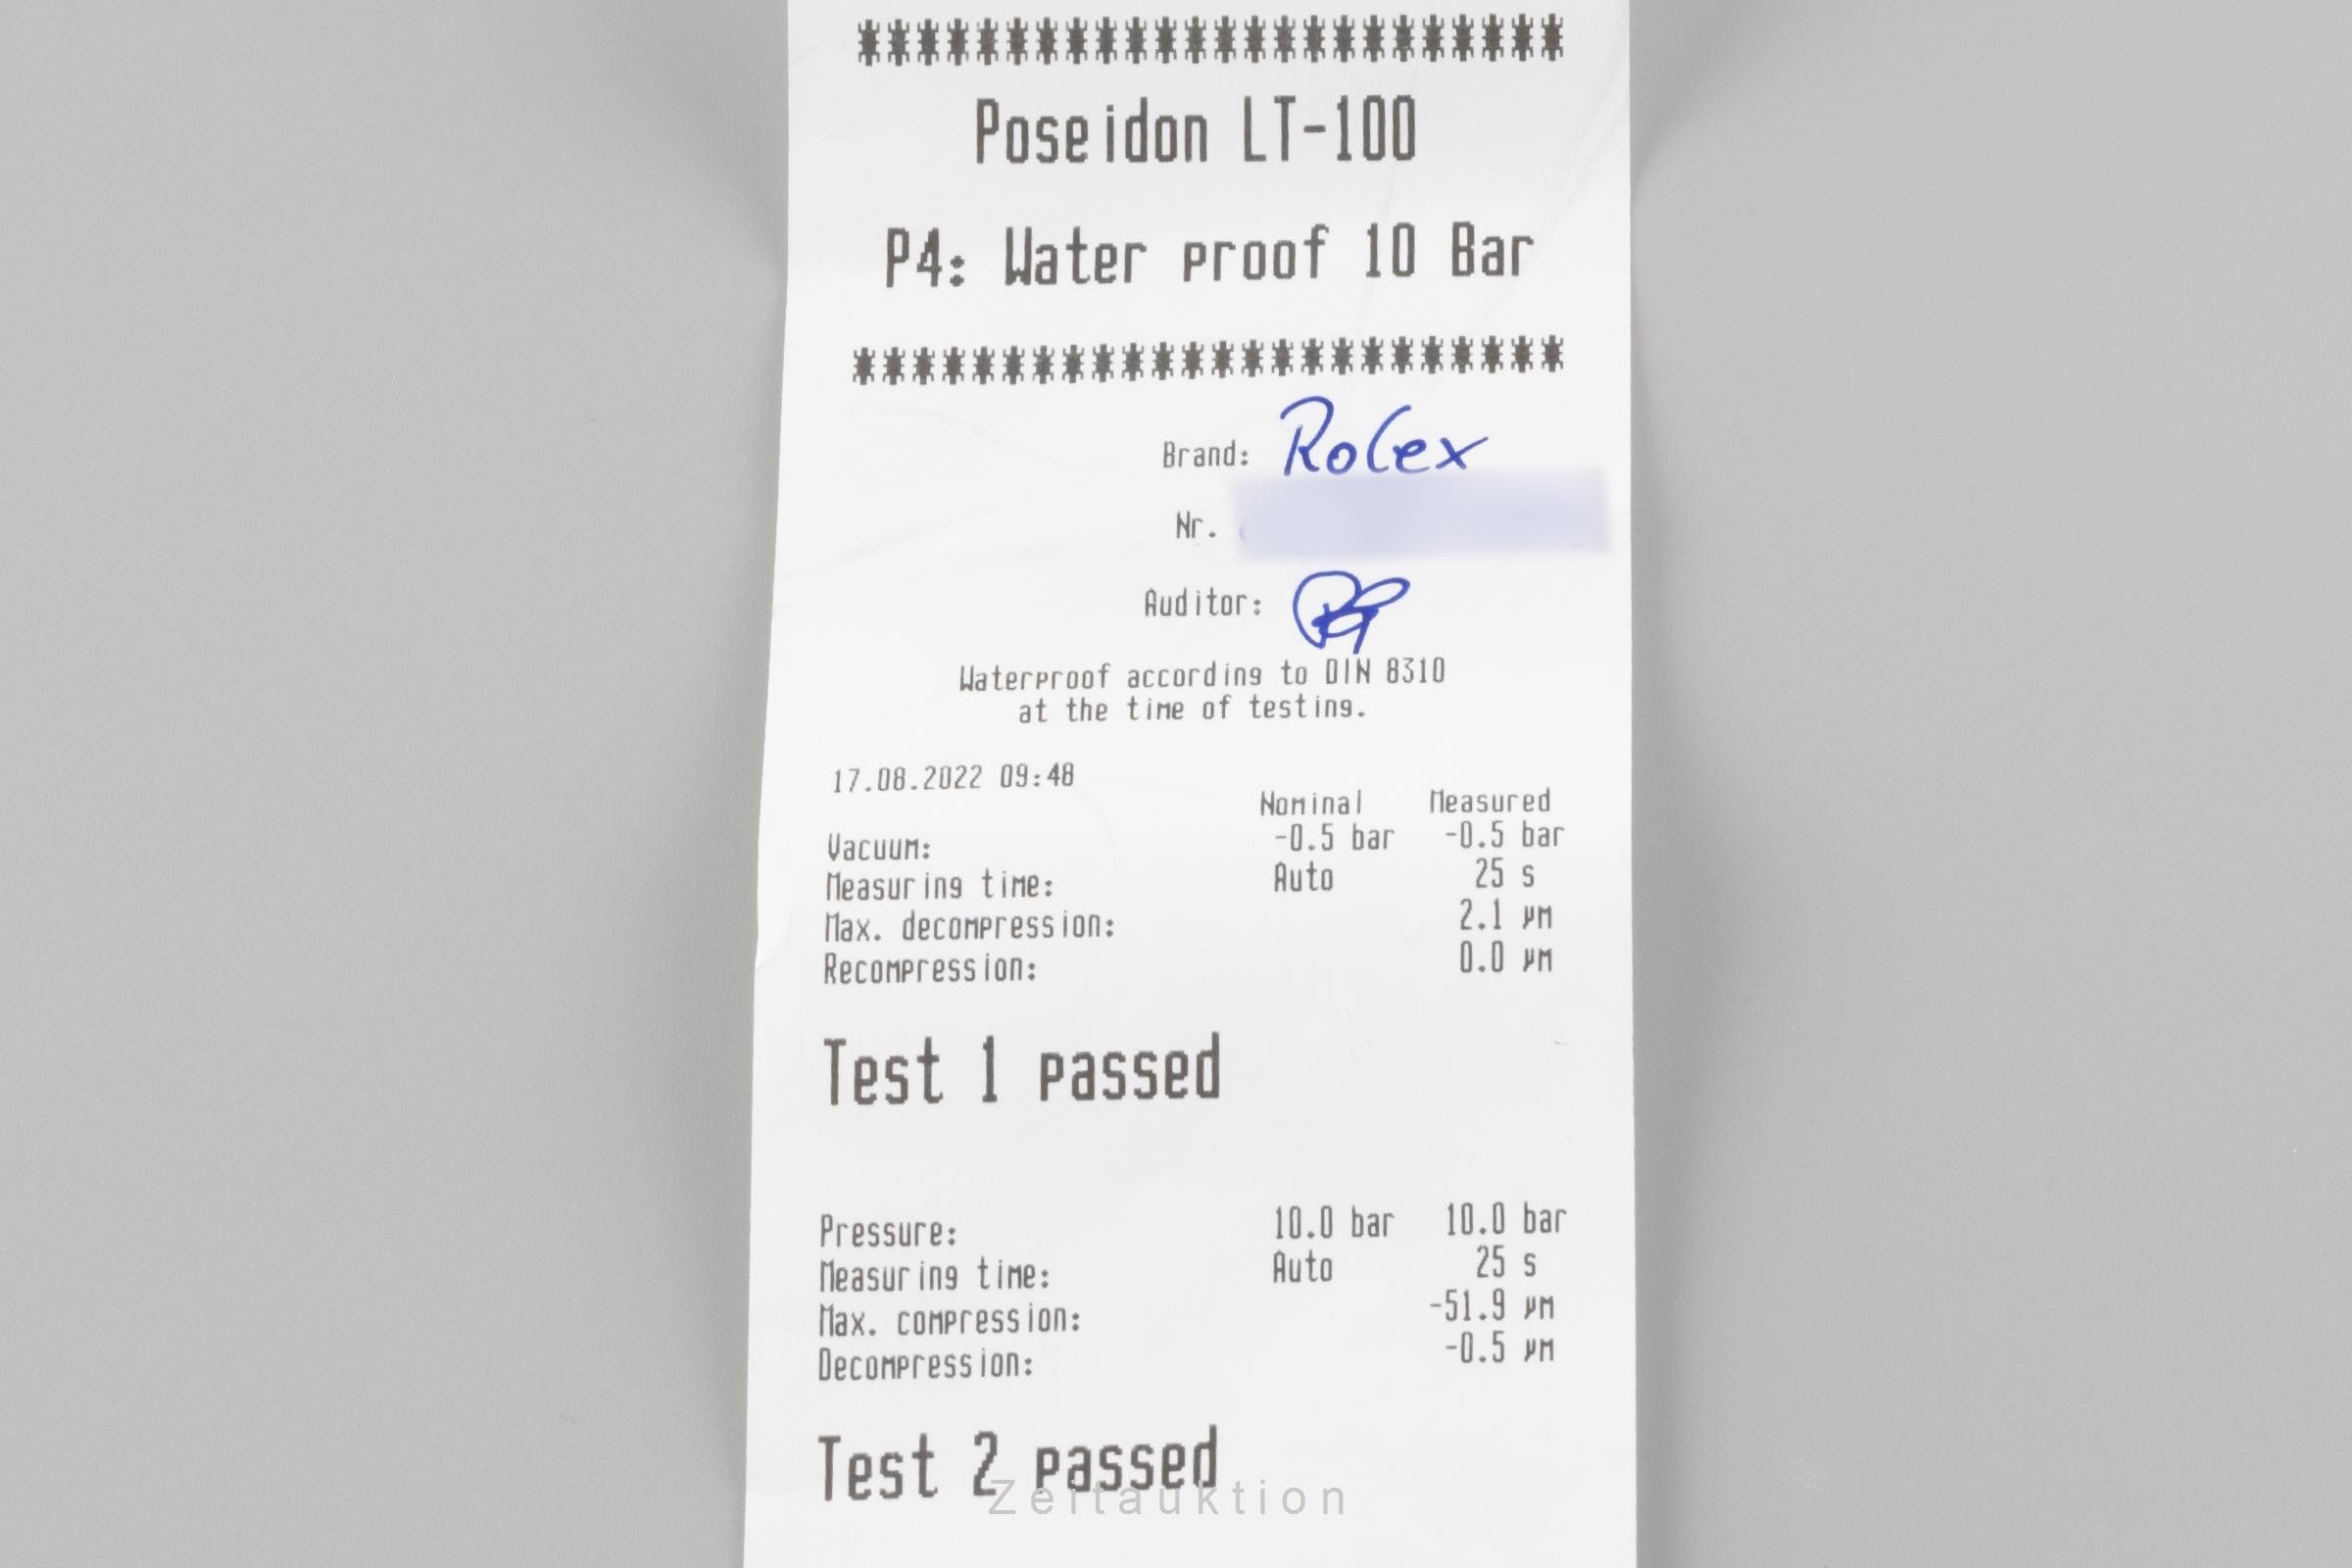 ************************
Poseidon LT-100
P4: Water proof 10 Bar
************************
Brand: Rolex
Nr.
Auditor:
Waterproof according to DIN 8310
at the time of testing.
17.08.2022 09:48
Nominal Measured
Vacuum: -0.5 bar -0.5 bar
Measuring time: Auto 25 s
Max. decompression: 2.1 µm
Recompression: 0.0 µm
Test 1 passed
Pressure: 10.0 bar 10.0 bar
Measuring time: Auto 25 s
Max. compression: -51.9 µm
Decompression: -0.5 µm
Test 2 passed
Zeitauktion